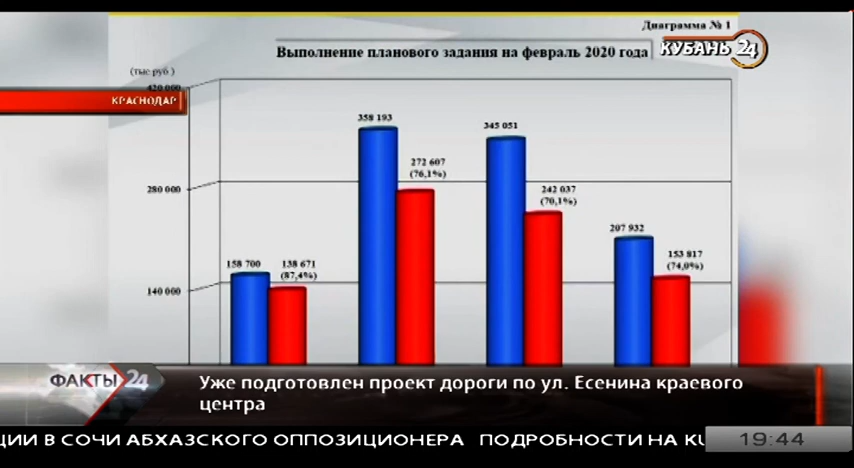 Диаграмма № 1
Выполнение планового задания на февраль 2020 года
КУБАНЬ 24
(тыс.руб.)
420 000
КРАСНОДАР
358 193
345 051
272 607
(76,1%)
280 000
242 037
(70,1%)
207 932
153 817
(74,0%)
158 700
138 671
(87,4%)
140 000
ФАКТЫ 24
Уже подготовлен проект дороги по ул. Есенина краевого
центра
ЦИИ В СОЧИ АБХАЗСКОГО ОППОЗИЦИОНЕРА ПОДРОБНОСТИ НА KU
19:44